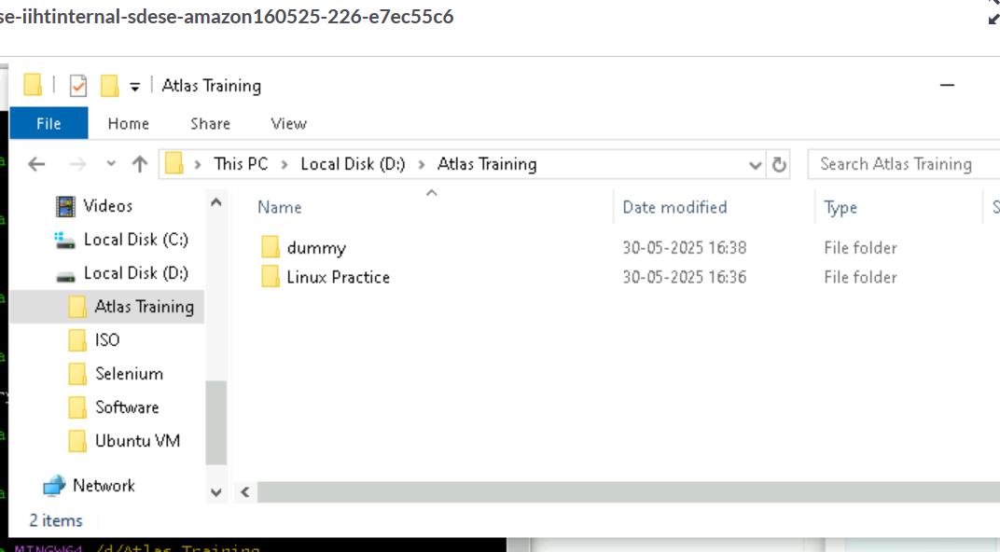 se-iihtinternal-sdese-amazon160525-226-e7ec55c6
Atlas Training
File Home Share View
This PC > Local Disk (D:) > Atlas Training
Search Atlas Training
Videos
Local Disk (C:)
Local Disk (D:)
Atlas Training
ISO
Selenium
Software
Ubuntu VM
Network
Name Date modified Type S
dummy 30-05-2025 16:38 File folder
Linux Practice 30-05-2025 16:36 File folder
2 items
MINGW64 /d/Atlas Training